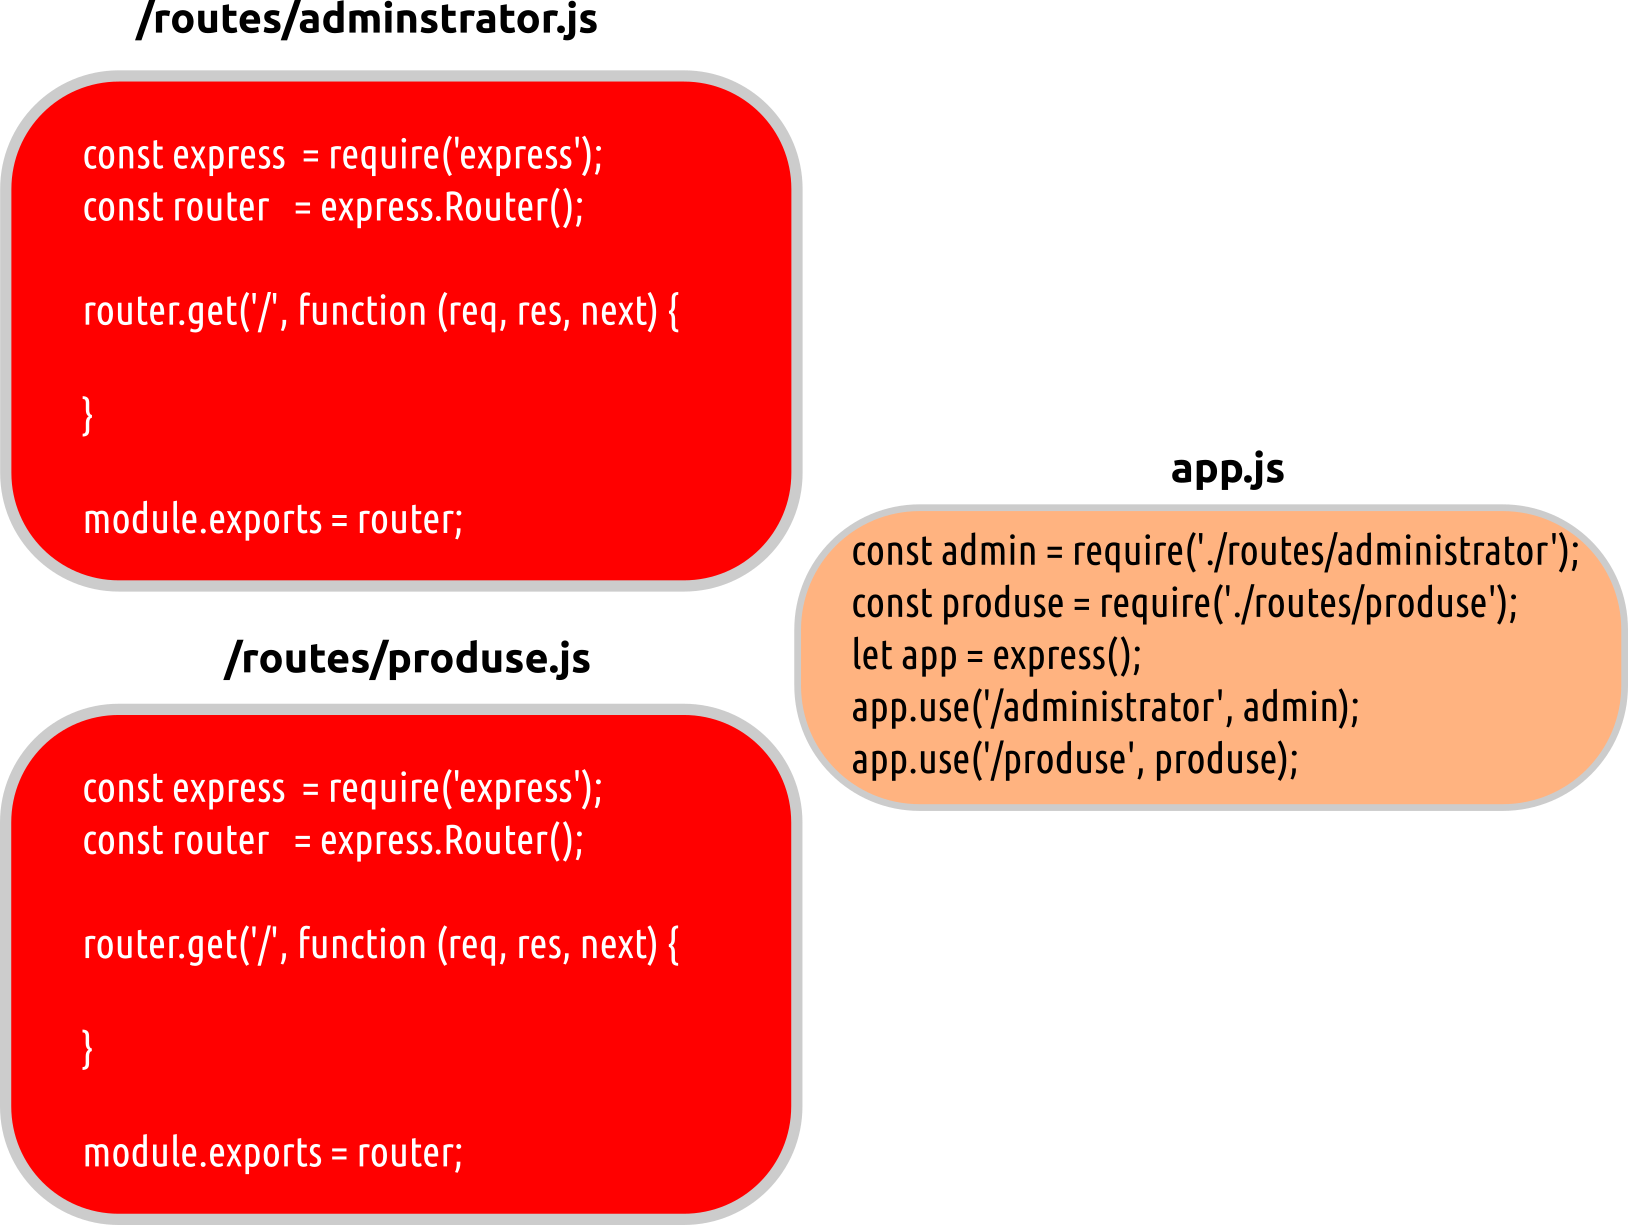 /routes/adminstrator.js
const express  = require('express');
const router   = express.Router();
router.get('/', function (req, res, next) {
}
module.exports = router;
/routes/produse.js
const express  = require('express');
const router   = express.Router();
router.get('/', function (req, res, next) {
}
module.exports = router;
app.js
const admin = require('./routes/administrator');
const produse = require('./routes/produse');
let app = express();
app.use('/administrator', admin);
app.use('/produse', produse);